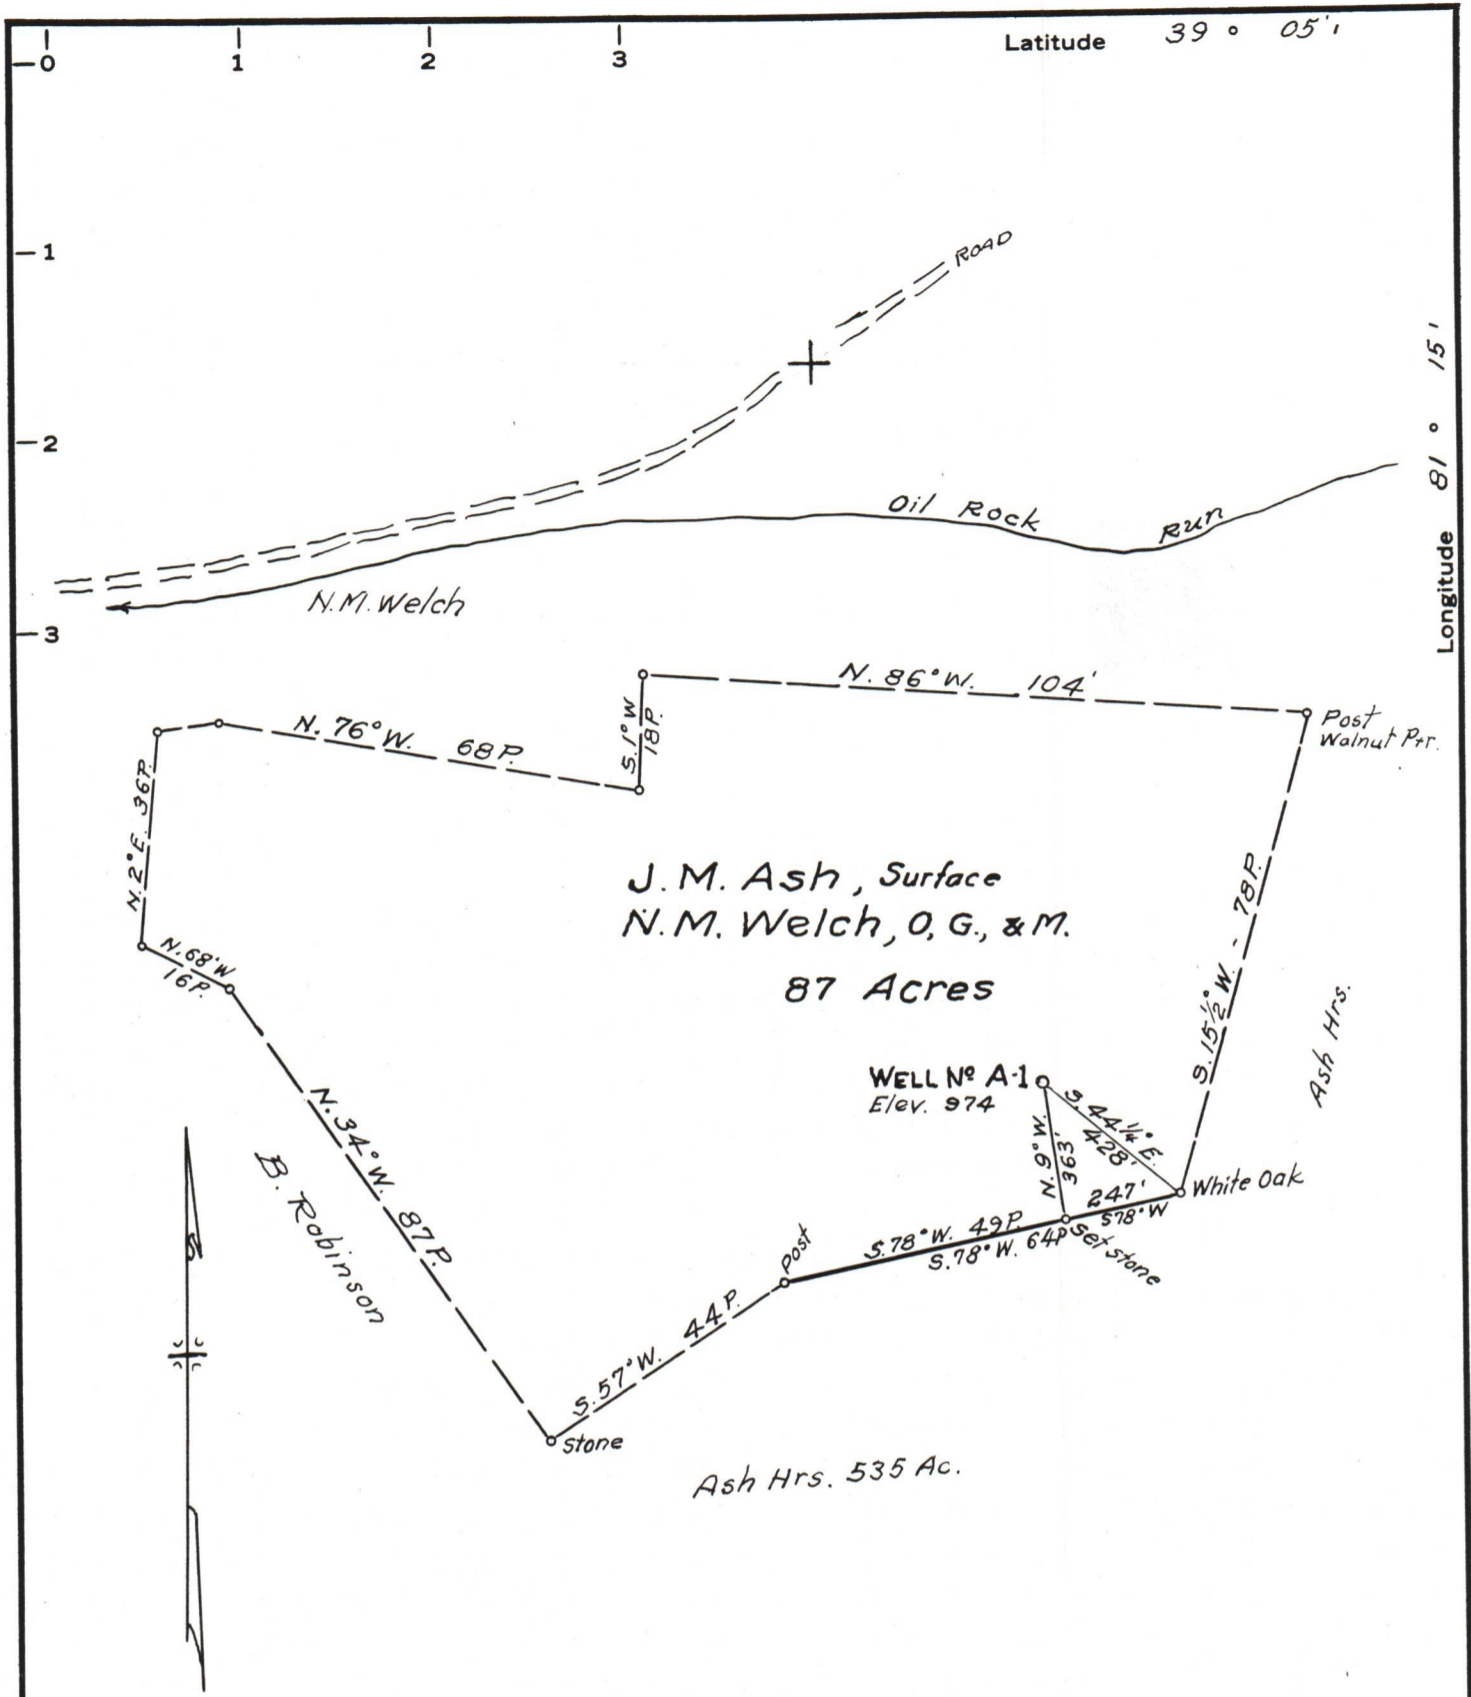 Latitude 39° 05'
0 1 2 3
1
2
3
ROAD
Longitude 81° 15'
Oil Rock Run
N.M. Welch
N. 86° W. 104'
Post
Walnut Ptr.
S. 1° W
18P.
N. 76° W. 68P.
N. 2° E. 36P.
N. 68° W
16P.
J.M. Ash, Surface
N.M. Welch, O, G., & M.
87 Acres
S. 15½° W. - 78P.
Ash Hrs.
WELL Nº A-1
Elev. 974
S. 44¼° E.
428'
N. 9° W.
363'
247'
S78°W
White Oak
Set stone
S. 78° W. 49P.
S. 78° W. 64P
Post
S. 57° W. 44P.
Stone
N. 34° W. 87P.
B. Robinson
Ash Hrs. 535 Ac.